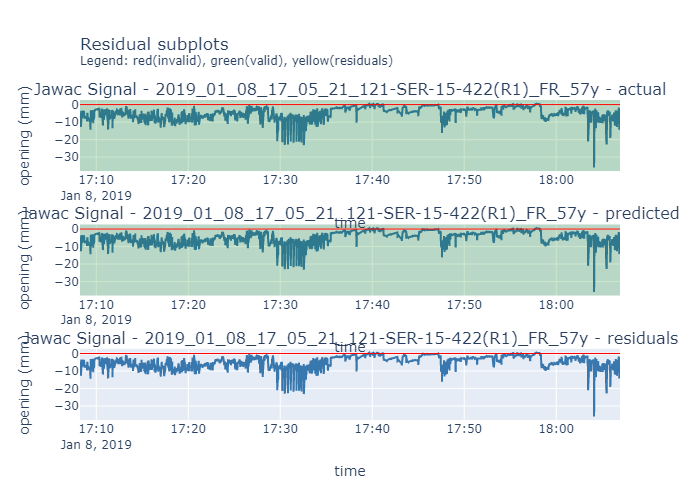 Residual subplots
Legend: red(invalid), green(valid), yellow(residuals)
Jawac Signal - 2019_01_08_17_05_21_121-SER-15-422(R1)_FR_57y - actual
opening (mm)
0
−10
−20
−30
17:10 17:20 17:30 17:40 17:50 18:00
Jan 8, 2019
time
Jawac Signal - 2019_01_08_17_05_21_121-SER-15-422(R1)_FR_57y - predicted
opening (mm)
0
−10
−20
−30
17:10 17:20 17:30 17:40 17:50 18:00
Jan 8, 2019
time
Jawac Signal - 2019_01_08_17_05_21_121-SER-15-422(R1)_FR_57y - residuals
opening (mm)
0
−10
−20
−30
17:10 17:20 17:30 17:40 17:50 18:00
Jan 8, 2019
time